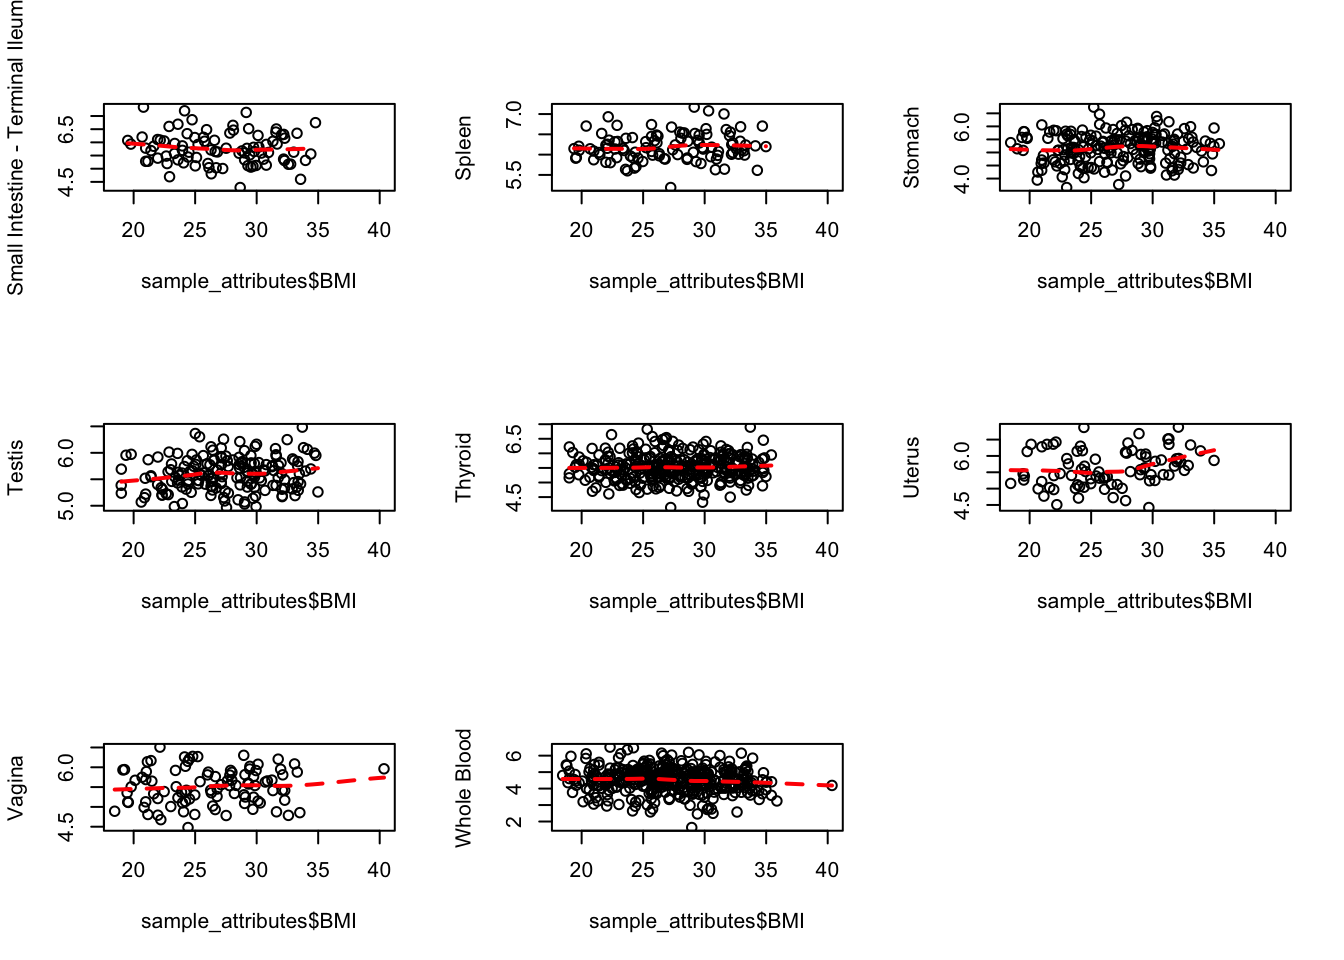 Small Intestine - Terminal Ileum
6.5
4.5
20 25 30 35 40
sample_attributes$BMI
Spleen
7.0
5.5
20 25 30 35 40
sample_attributes$BMI
Stomach
6.0
4.0
20 25 30 35 40
sample_attributes$BMI
Testis
6.0
5.0
20 25 30 35 40
sample_attributes$BMI
Thyroid
6.5
4.5
20 25 30 35 40
sample_attributes$BMI
Uterus
6.0
4.5
20 25 30 35 40
sample_attributes$BMI
Vagina
6.0
4.5
20 25 30 35 40
sample_attributes$BMI
Whole Blood
6
4
2
20 25 30 35 40
sample_attributes$BMI